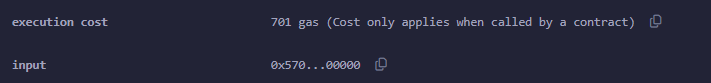 execution cost 701 gas (Cost only applies when called by a contract)
input 0x570...00000